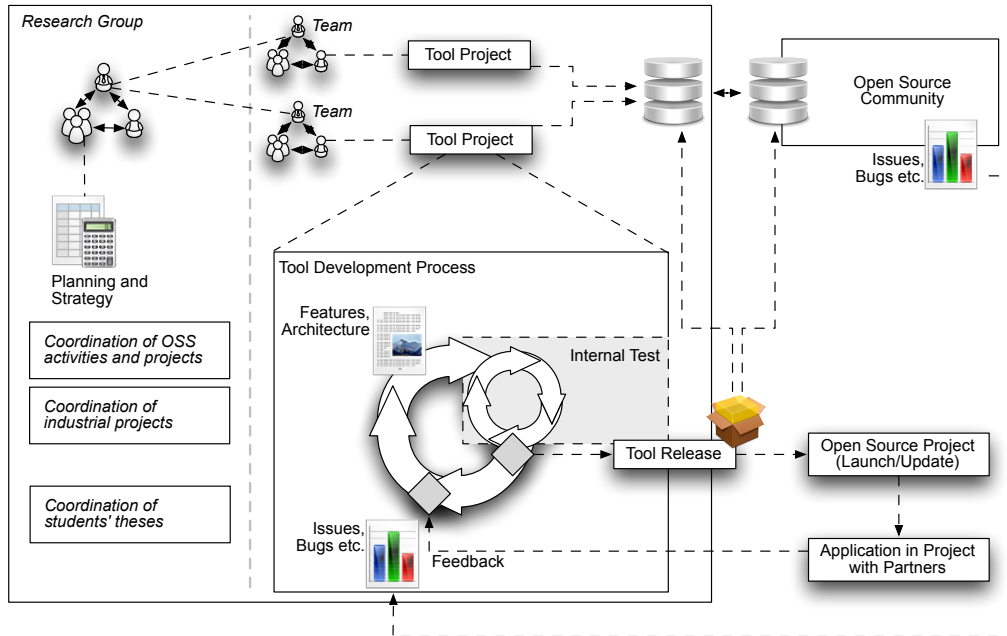 Research Group
Team
Tool Project
Team
Tool Project
Open Source
Community
Issues,
Bugs etc.
Planning and
Strategy
Coordination of OSS
activities and projects
Coordination of
industrial projects
Coordination of
students' theses
Tool Development Process
Features,
Architecture
Internal Test
Tool Release
Open Source Project
(Launch/Update)
Issues,
Bugs etc.
Feedback
Application in Project
with Partners